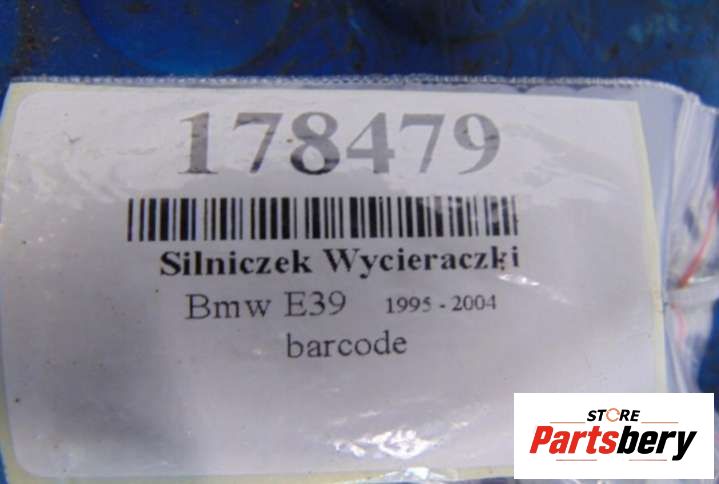 178479
Silniczek Wycieraczki
Bmw E39 1995 - 2004
barcode
STORE
Partsbery